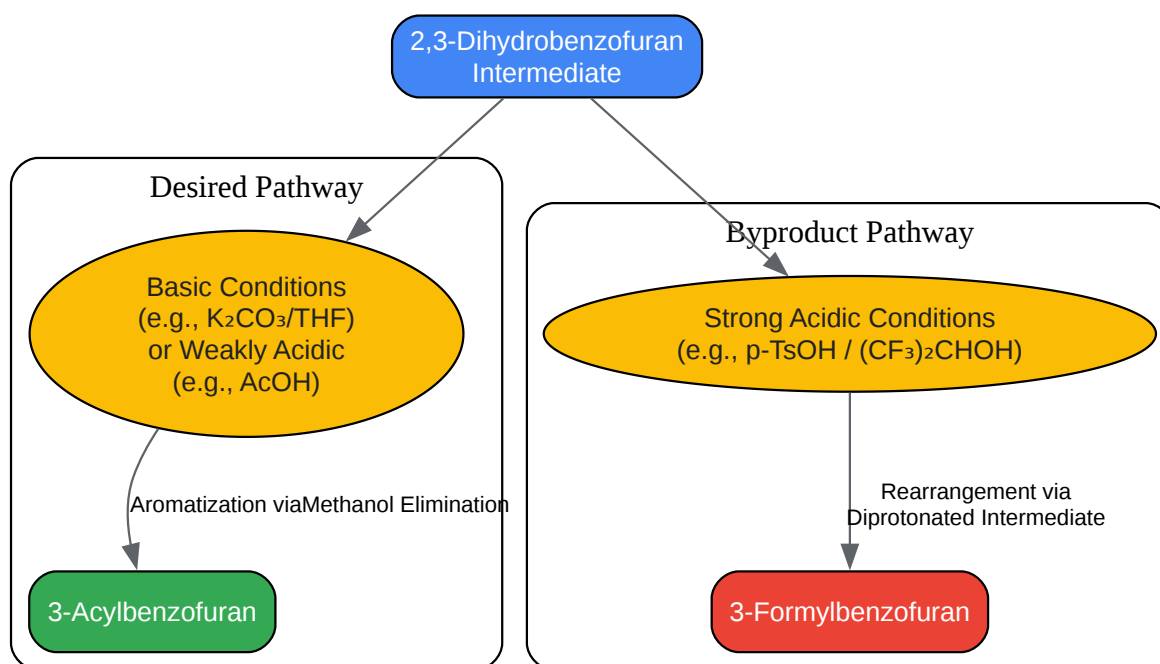 2,3-Dihydrobenzofuran
Intermediate
Desired Pathway
Basic Conditions
(e.g., K₂CO₃/THF)
or Weakly Acidic
(e.g., AcOH)
Aromatization viaMethanol Elimination
3-Acylbenzofuran
Byproduct Pathway
Strong Acidic Conditions
(e.g., p-TsOH / (CF₃)₂CHOH)
Rearrangement via
Diprotonated Intermediate
3-Formylbenzofuran